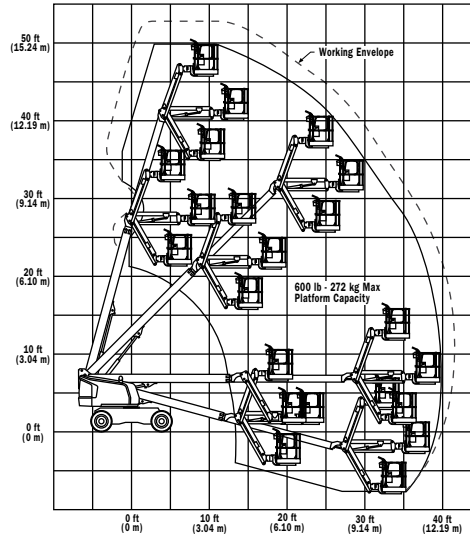 50 ft
(15.24 m)
Working Envelope
40 ft
(12.19 m)
30 ft
(9.14 m)
20 ft
(6.10 m)
600 lb - 272 kg Max
Platform Capacity
10 ft
(3.04 m)
0 ft
(0 m)
0 ft
(0 m)
10 ft
(3.04 m)
20 ft
(6.10 m)
30 ft
(9.14 m)
40 ft
(12.19 m)